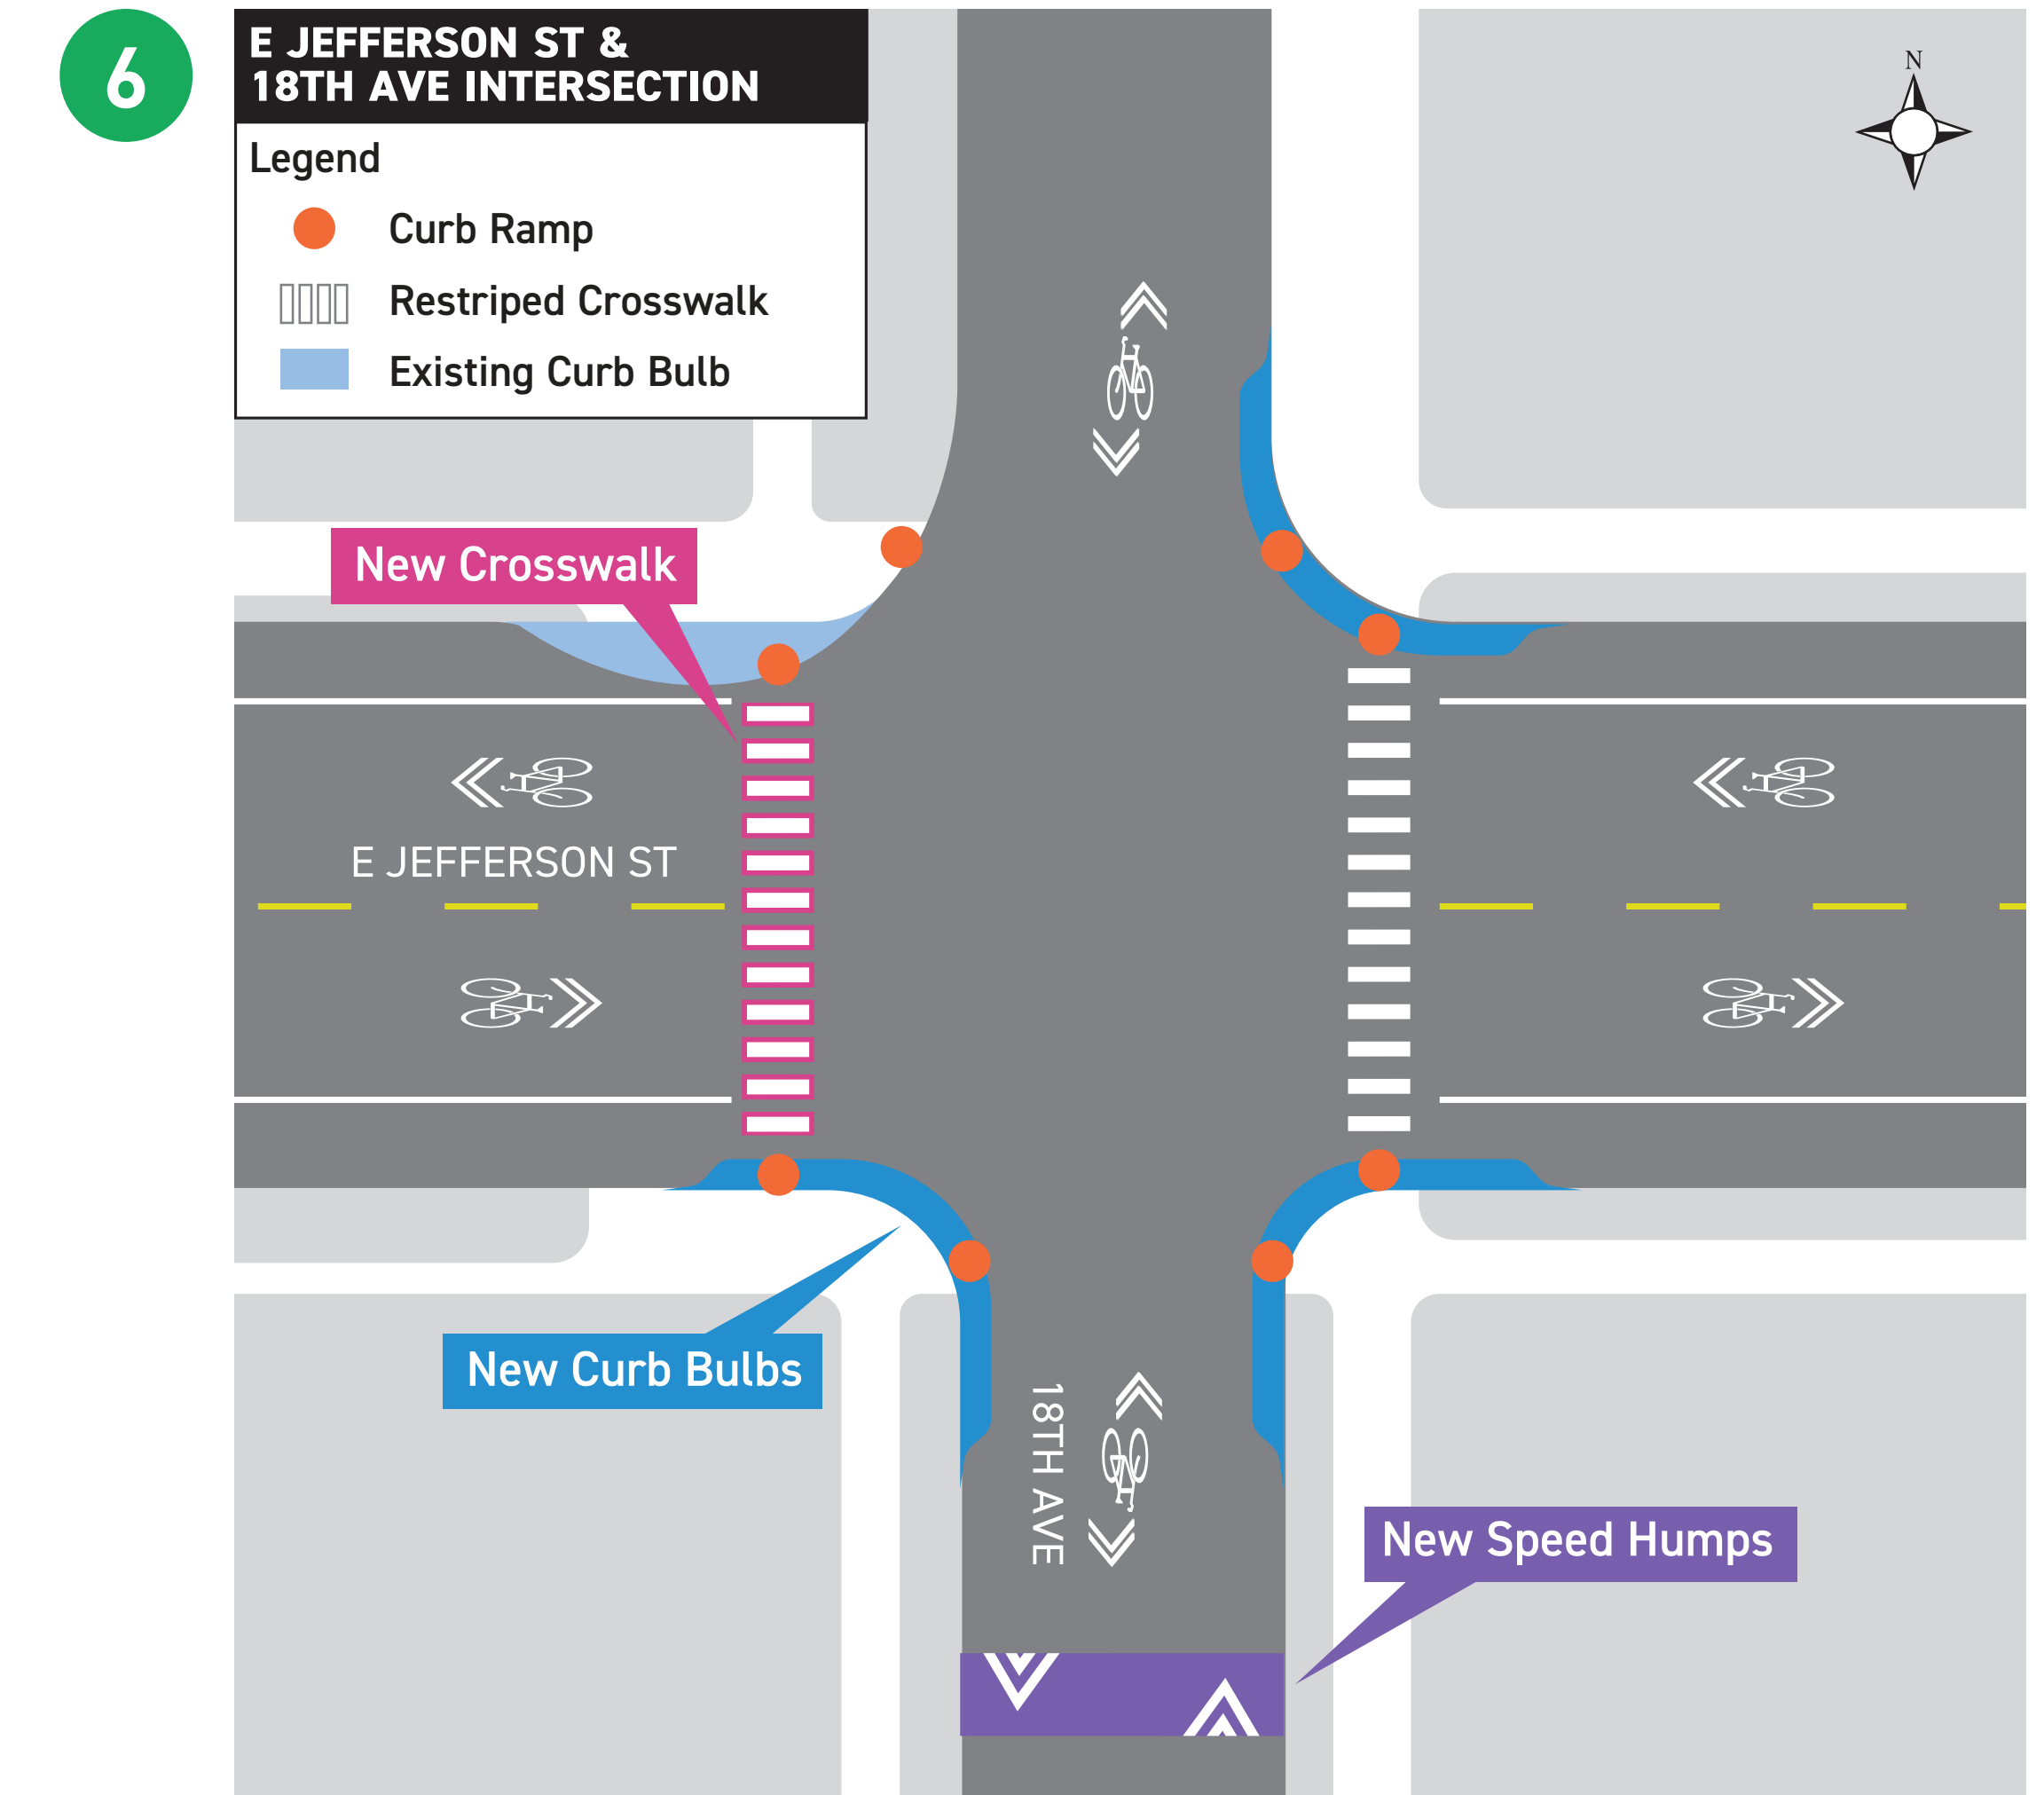 6
E JEFFERSON ST &
18TH AVE INTERSECTION
Legend
Curb Ramp
Restriped Crosswalk
Existing Curb Bulb
N
New Crosswalk
E JEFFERSON ST
New Curb Bulbs
18TH AVE
New Speed Humps